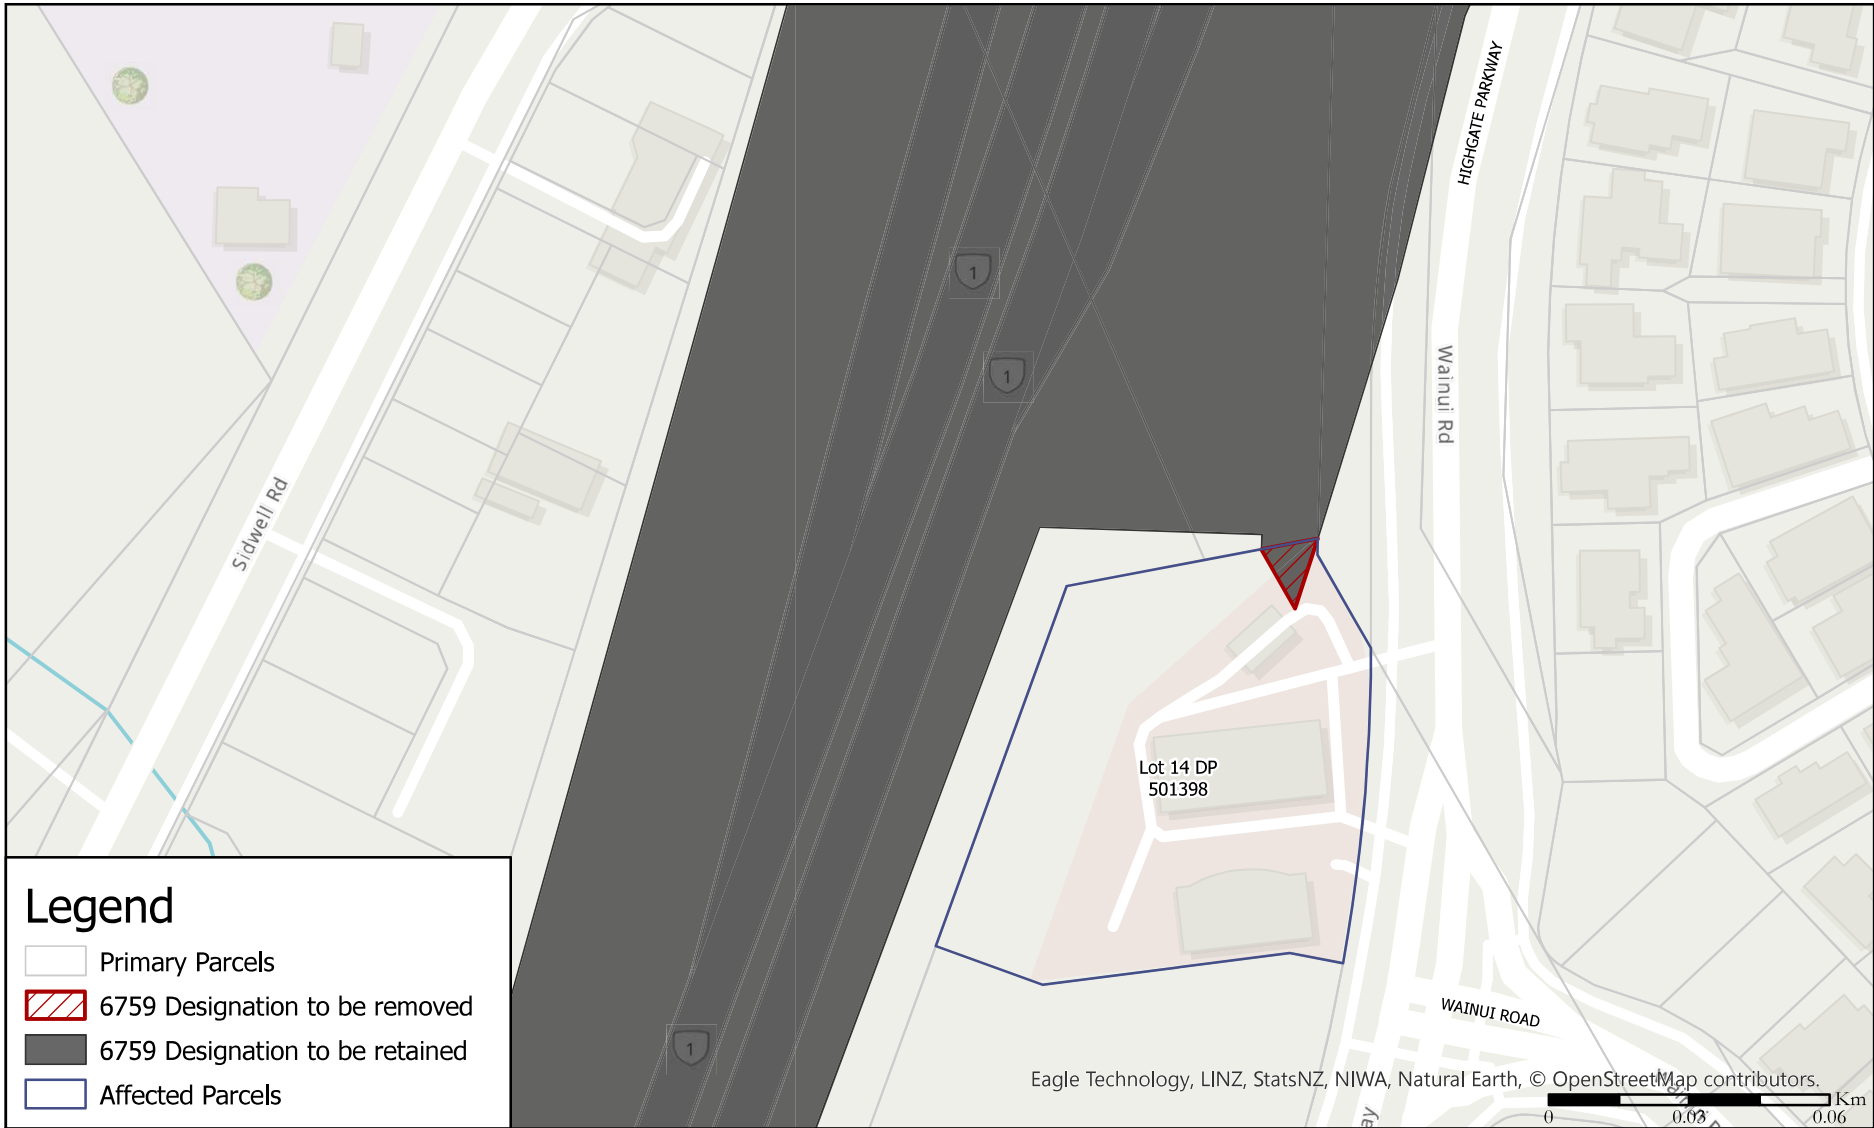 HIGHGATE PARKWAY
1
1
Wainui Rd
Sidwell Rd
Lot 14 DP
501398
Legend
Primary Parcels
6759 Designation to be removed
6759 Designation to be retained
Affected Parcels
1
WAINUI ROAD
Eagle Technology, LINZ, StatsNZ, NIWA, Natural Earth, © OpenStreetMap contributors.
Km
0
0.03
0.06